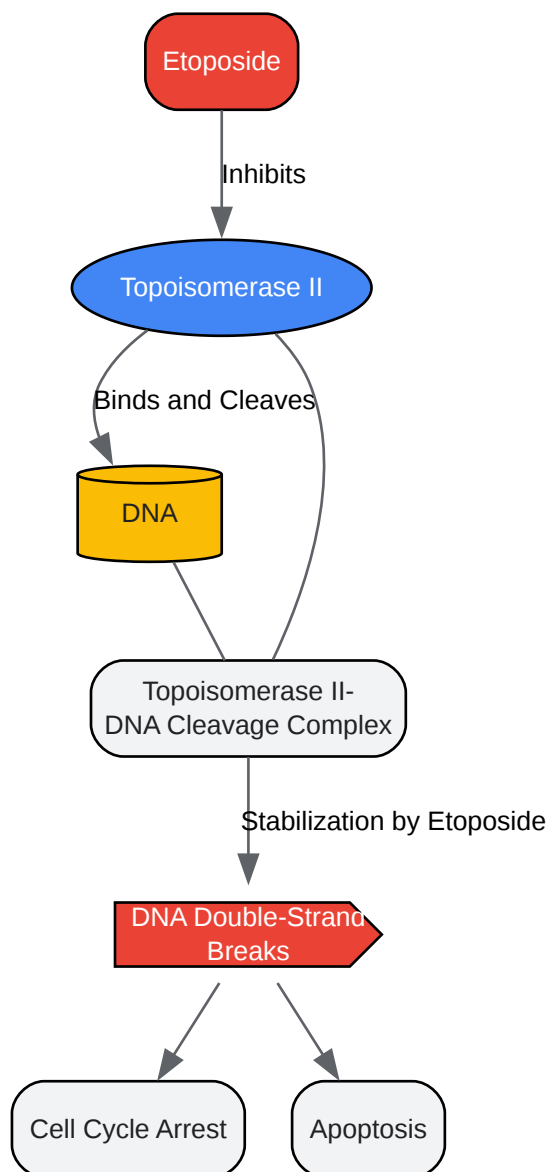 Etoposide
Inhibits
Topoisomerase II
Binds and Cleaves
DNA
Topoisomerase II-
DNA Cleavage Complex
Stabilization by Etoposide
DNA Double-Strand
Breaks
Cell Cycle Arrest
Apoptosis